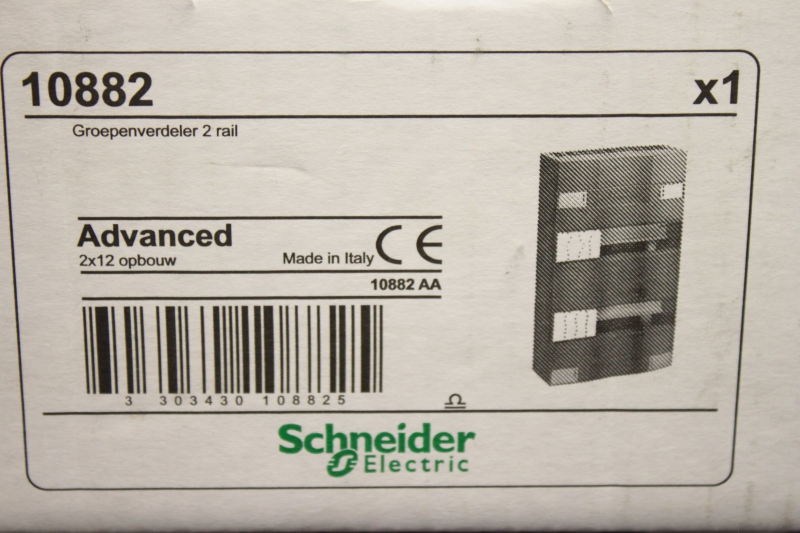 10882 x1
Groepenverdeler 2 rail
Advanced
2x12 opbouw Made in Italy CE
10882 AA
3 303430 108825
Schneider
Electric